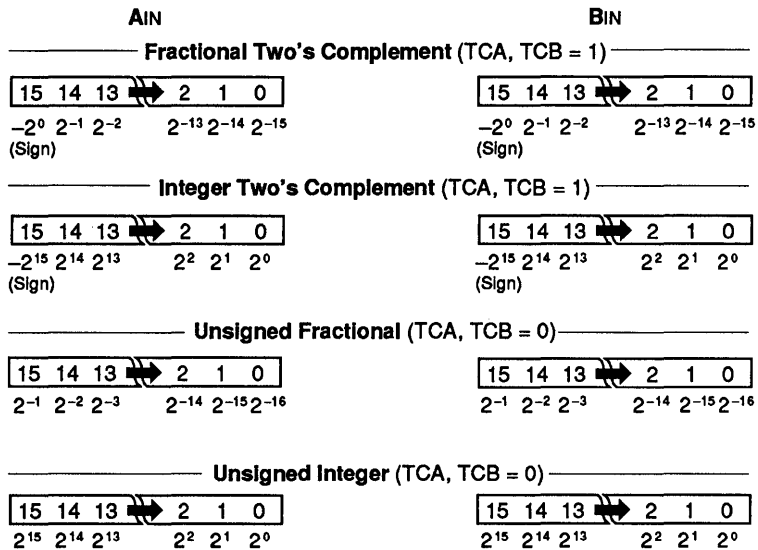 AIN BIN
Fractional Two's Complement (TCA, TCB = 1)
15 14 13 2 1 0 15 14 13 2 1 0
−2⁰ 2⁻¹ 2⁻² 2⁻¹³ 2⁻¹⁴ 2⁻¹⁵ −2⁰ 2⁻¹ 2⁻² 2⁻¹³ 2⁻¹⁴ 2⁻¹⁵
(Sign) (Sign)
Integer Two's Complement (TCA, TCB = 1)
15 14 13 2 1 0 15 14 13 2 1 0
−2¹⁵ 2¹⁴ 2¹³ 2² 2¹ 2⁰ −2¹⁵ 2¹⁴ 2¹³ 2² 2¹ 2⁰
(Sign) (Sign)
Unsigned Fractional (TCA, TCB = 0)
15 14 13 2 1 0 15 14 13 2 1 0
2⁻¹ 2⁻² 2⁻³ 2⁻¹⁴ 2⁻¹⁵ 2⁻¹⁶ 2⁻¹ 2⁻² 2⁻³ 2⁻¹⁴ 2⁻¹⁵ 2⁻¹⁶
Unsigned Integer (TCA, TCB = 0)
15 14 13 2 1 0 15 14 13 2 1 0
2¹⁵ 2¹⁴ 2¹³ 2² 2¹ 2⁰ 2¹⁵ 2¹⁴ 2¹³ 2² 2¹ 2⁰